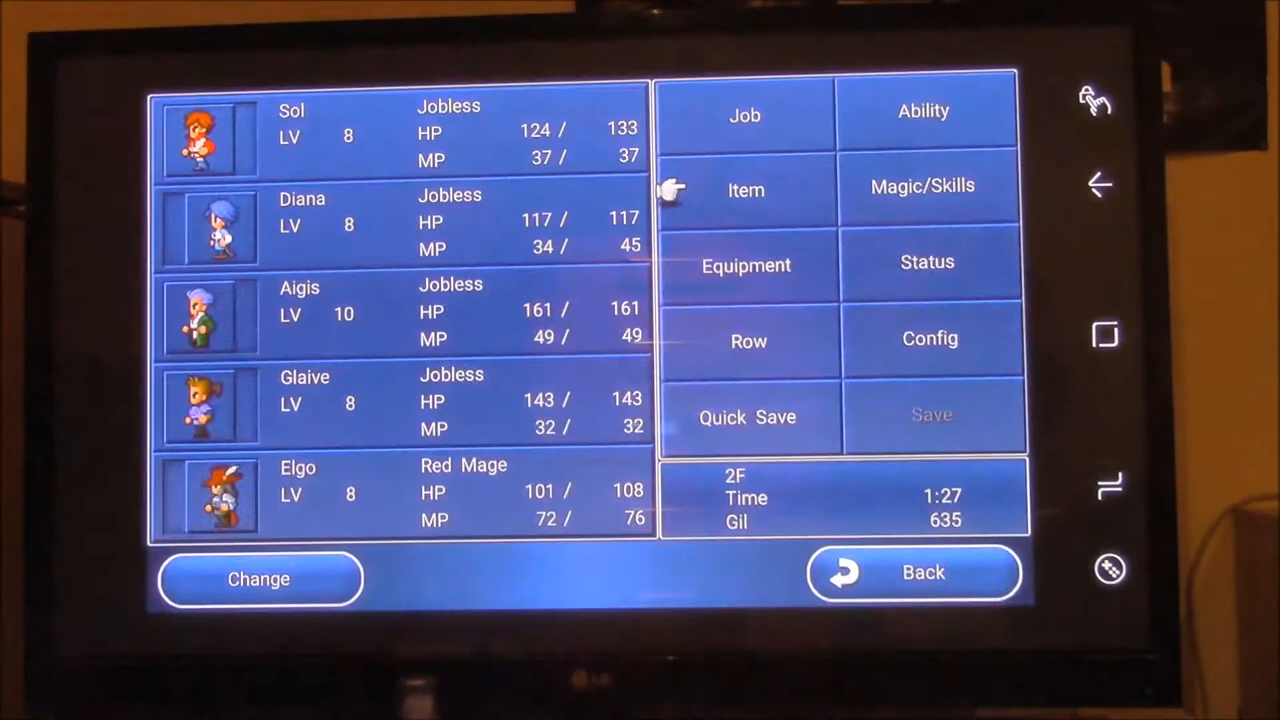 Sol Jobless
LV 8 HP 124 / 133
MP 37 / 37
Diana Jobless
LV 8 HP 117 / 117
MP 34 / 45
Aigis Jobless
LV 10 HP 161 / 161
MP 49 / 49
Glaive Jobless
LV 8 HP 143 / 143
MP 32 / 32
Elgo Red Mage
LV 8 HP 101 / 108
MP 72 / 76
Job Ability
Item Magic/Skills
Equipment Status
Row Config
Quick Save Save
2F
Time 1:27
Gil 635
Change Back
LG